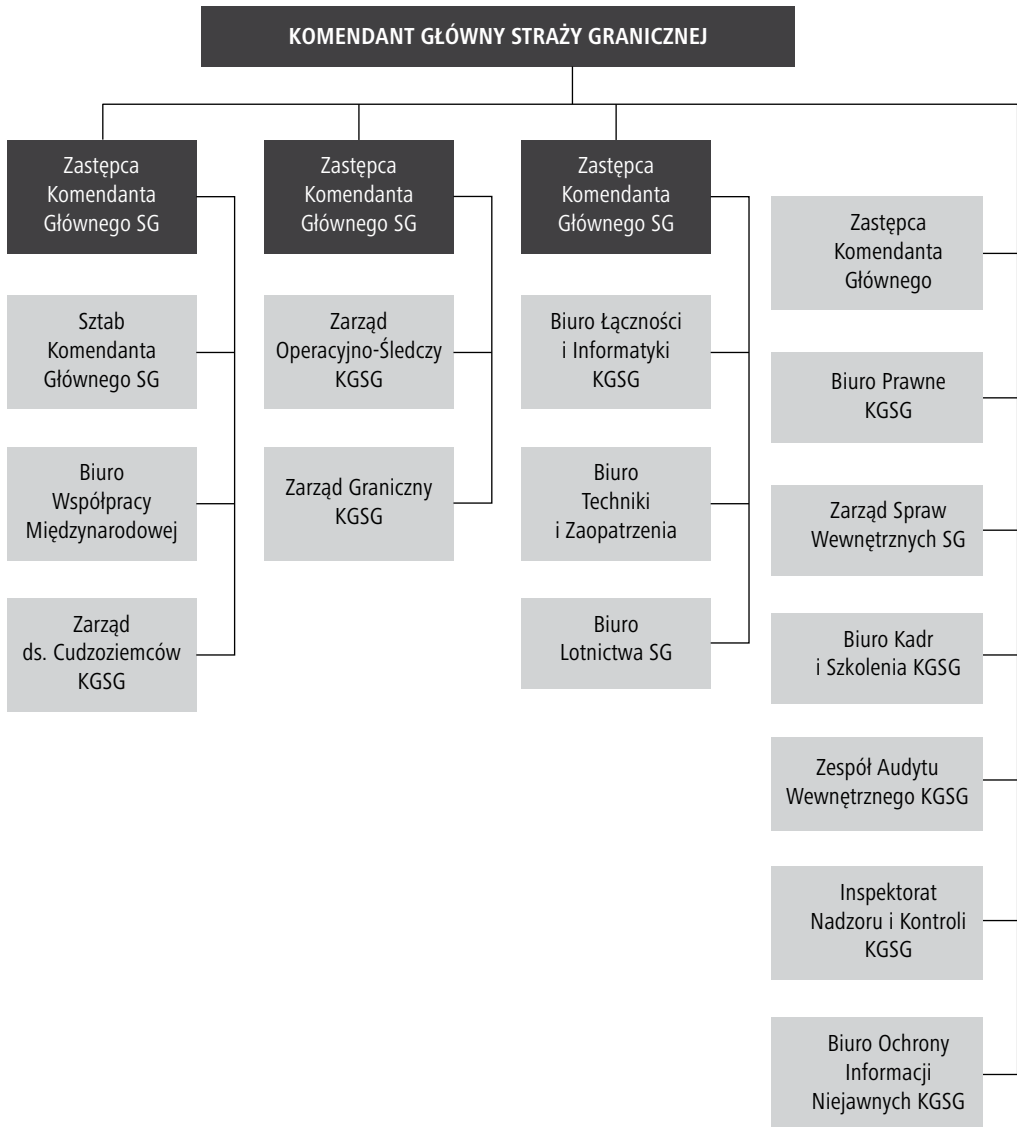 KOMENDANT GŁÓWNY STRAŻY GRANICZNEJ
Zastępca
Komendanta
Głównego SG
Sztab
Komendanta
Głównego SG
Biuro
Współpracy
Międzynarodowej
Zarząd
ds. Cudzoziemców
KGSG
Zastępca
Komendanta
Głównego SG
Zarząd
Operacyjno-Śledczy
KGSG
Zarząd Graniczny
KGSG
Zastępca
Komendanta
Głównego SG
Biuro Łączności
i Informatyki
KGSG
Biuro
Techniki
i Zaopatrzenia
Biuro
Lotnictwa SG
Zastępca
Komendanta
Głównego
Biuro Prawne
KGSG
Zarząd Spraw
Wewnętrznych SG
Biuro Kadr
i Szkolenia KGSG
Zespół Audytu
Wewnętrznego KGSG
Inspektorat
Nadzoru i Kontroli
KGSG
Biuro Ochrony
Informacji
Niejawnych KGSG